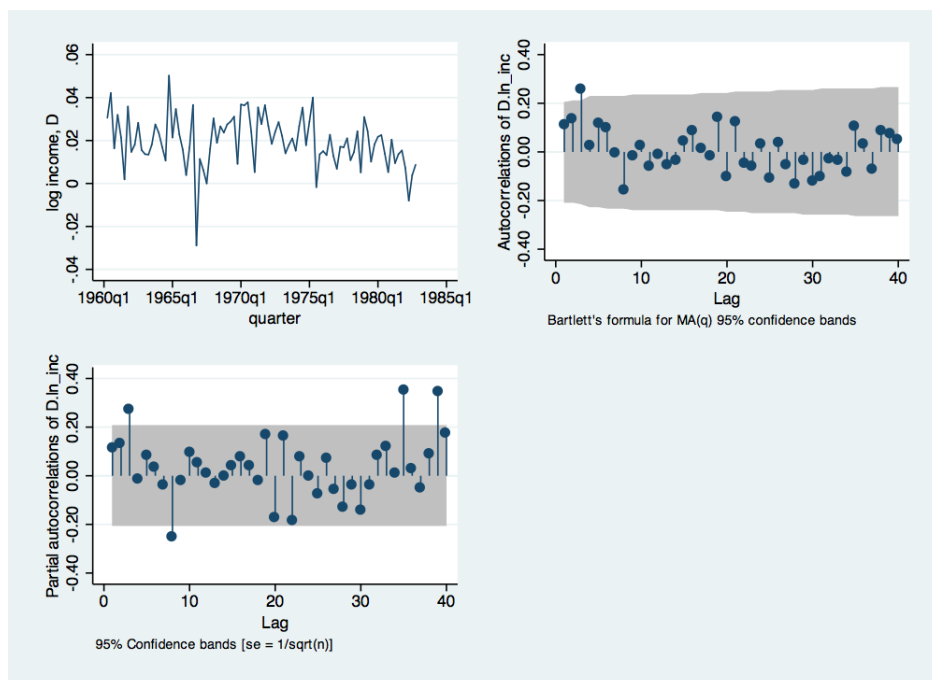 log income, D
.06
.04
.02
0
-.02
-.04
1960q1 1965q1 1970q1 1975q1 1980q1 1985q1
quarter
Autocorrelations of D.ln_inc
0.40
0.20
0.00
-0.20
-0.40
0 10 20 30 40
Lag
Bartlett's formula for MA(q) 95% confidence bands
Partial autocorrelations of D.ln_inc
0.40
0.20
0.00
-0.20
-0.40
0 10 20 30 40
Lag
95% Confidence bands [se = 1/sqrt(n)]